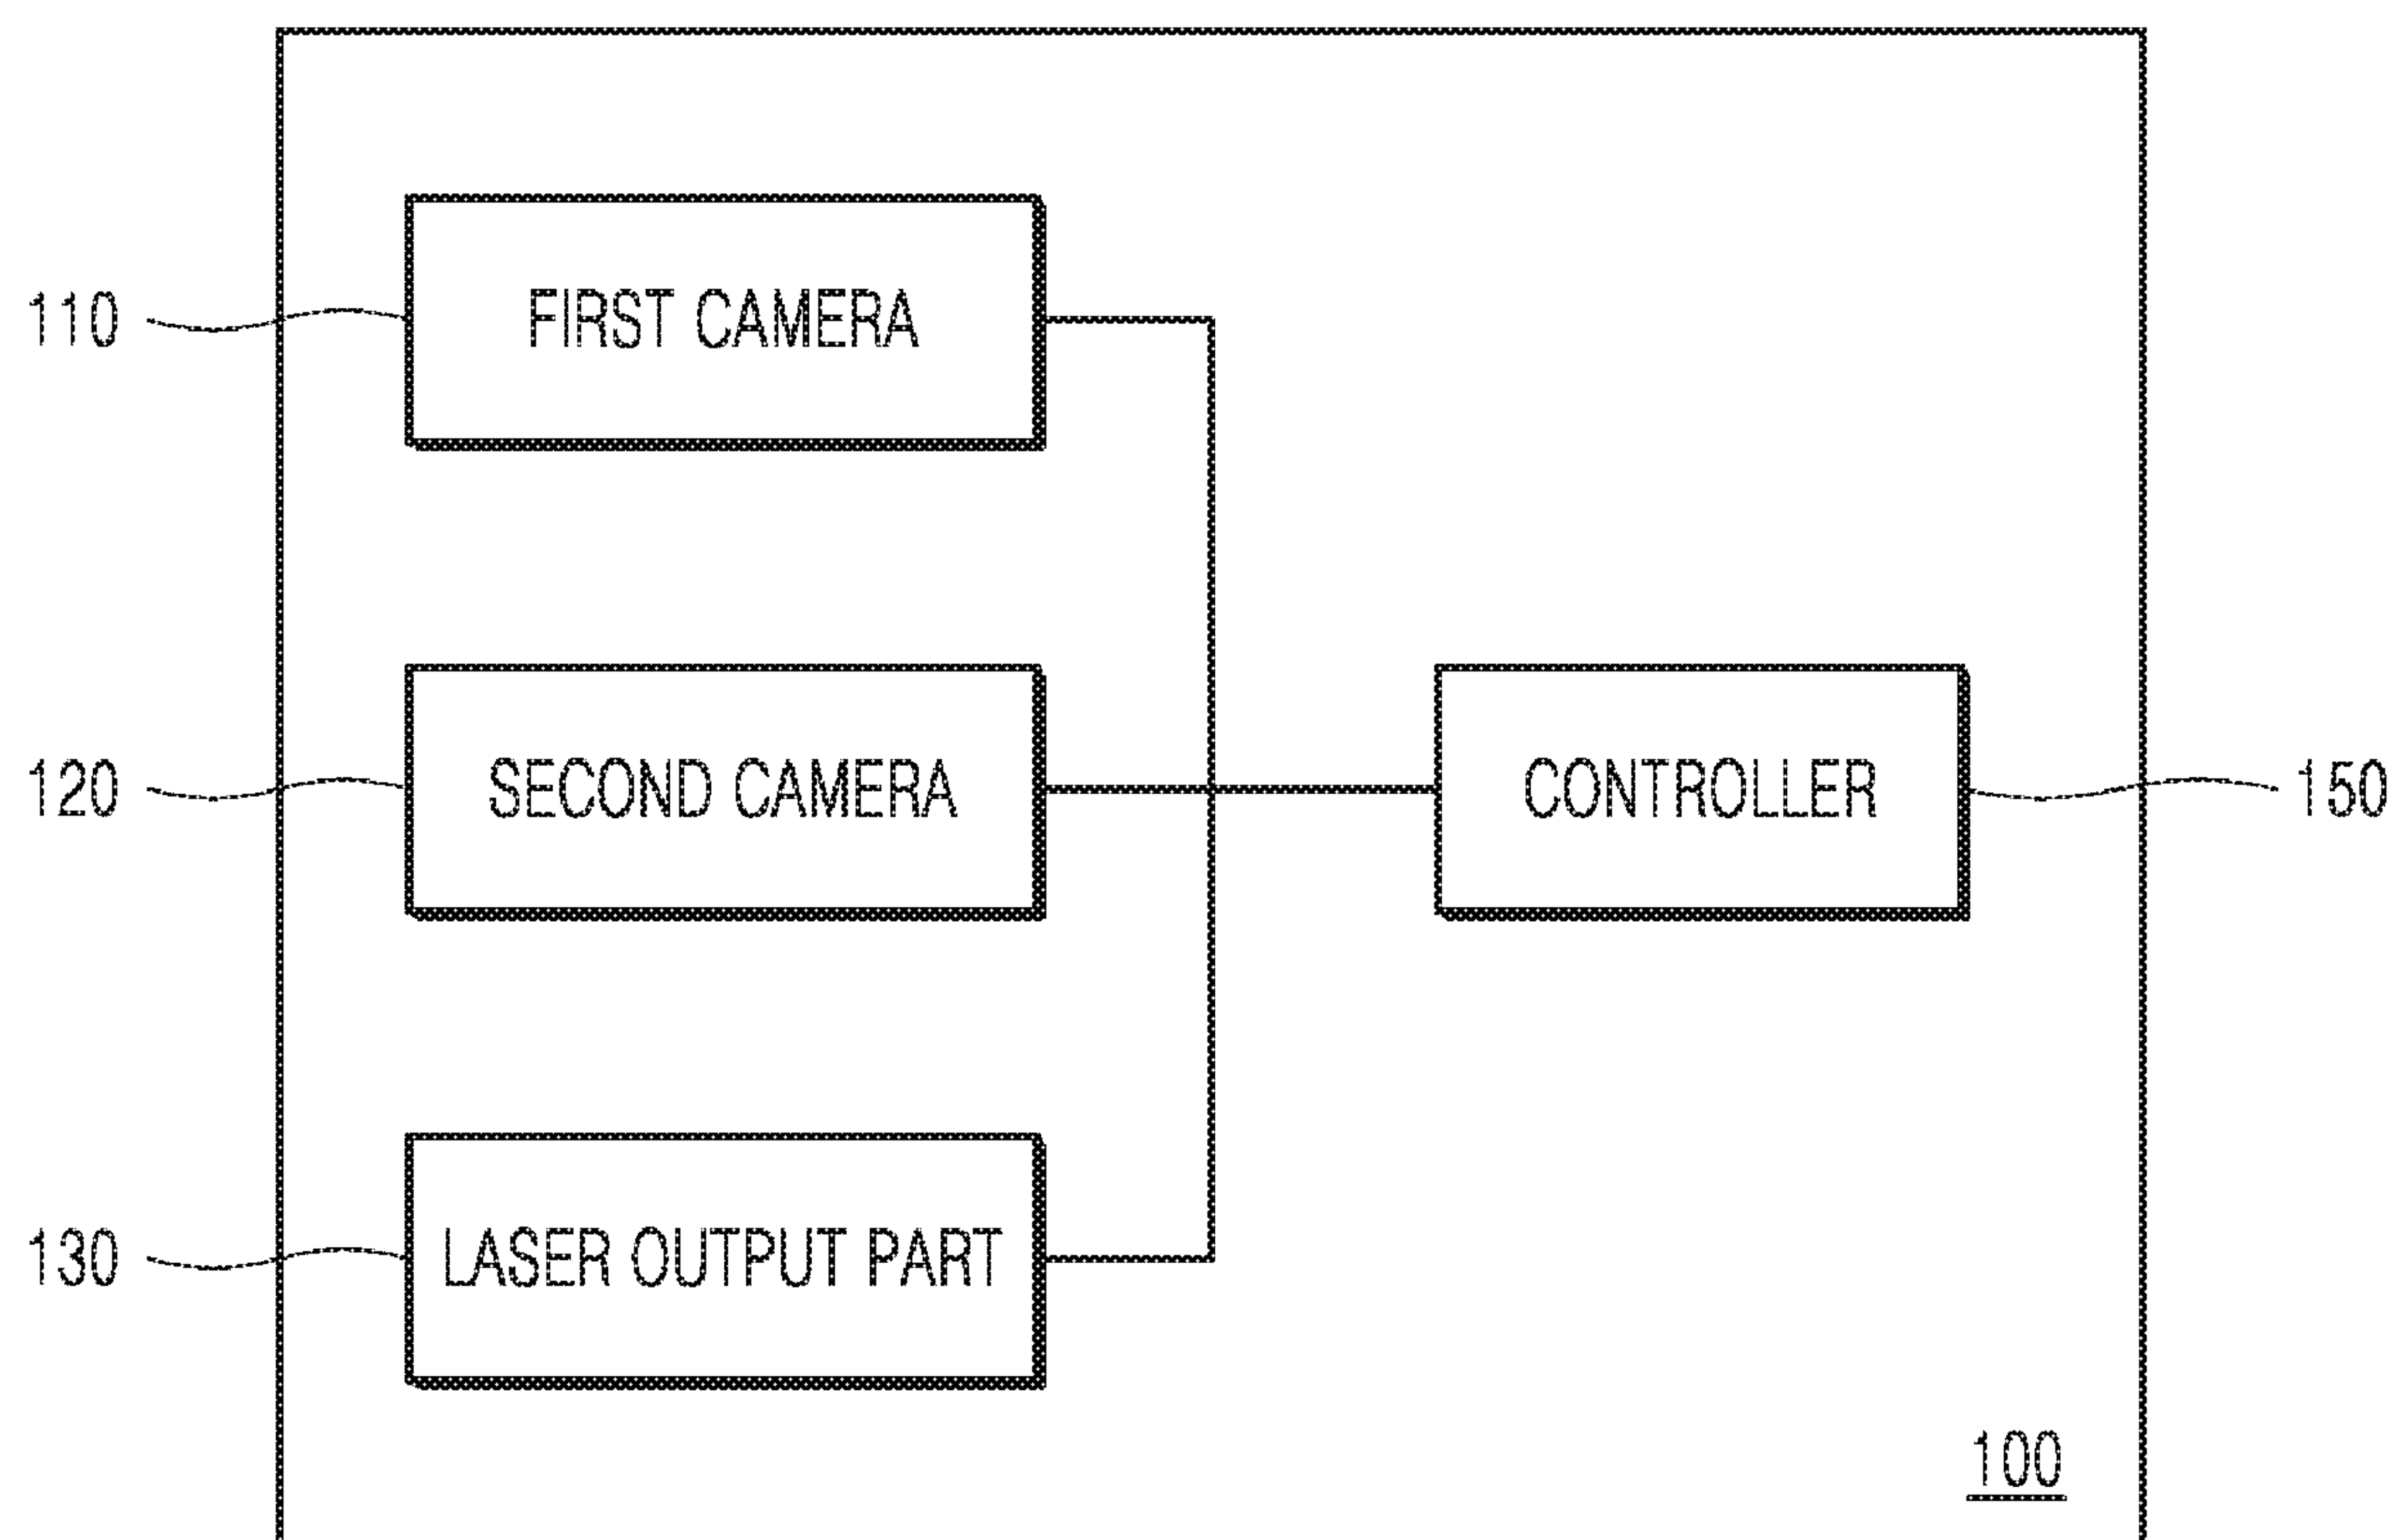 110 FIRST CAMERA
120 SECOND CAMERA CONTROLLER 150
130 LASER OUTPUT PART
100